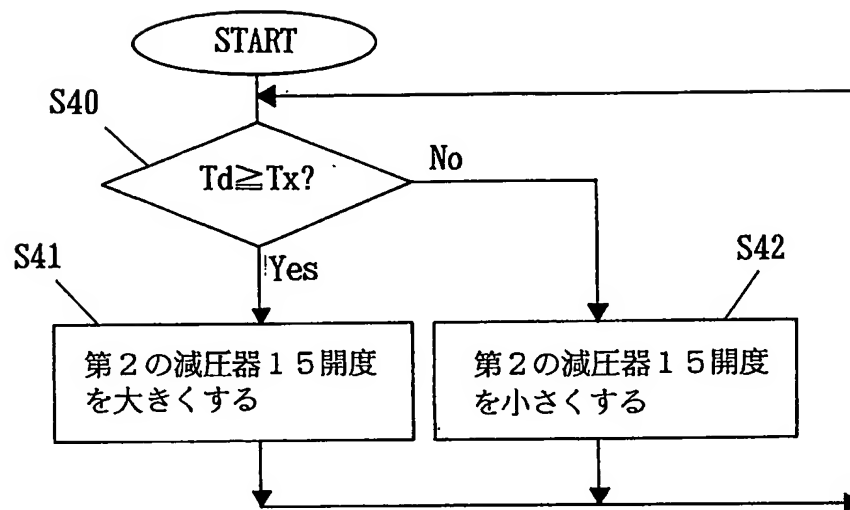 START
S40
Td≧Tx?
No
S41
Yes
S42
第２の減圧器１５開度
を大きくする
第２の減圧器１５開度
を小さくする